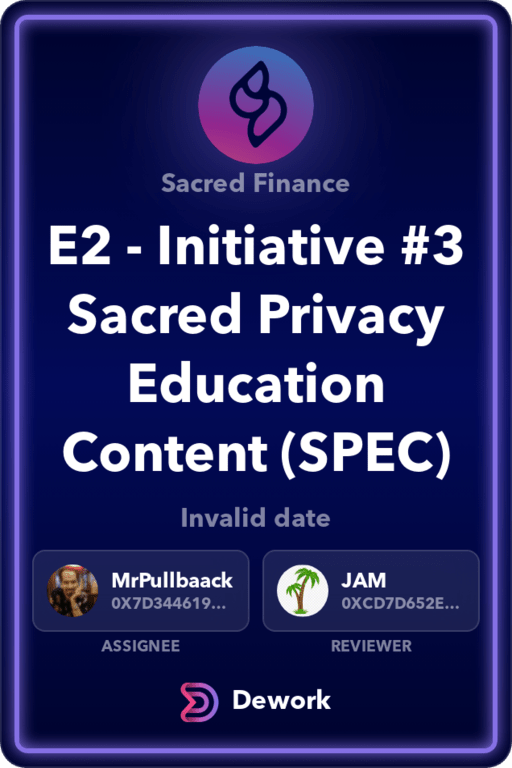 Sacred Finance
E2 - Initiative #3
Sacred Privacy
Education
Content (SPEC)
Invalid date
MrPullbaack
0X7D344619...
JAM
0XCD7D652E...
ASSIGNEE
REVIEWER
Dework